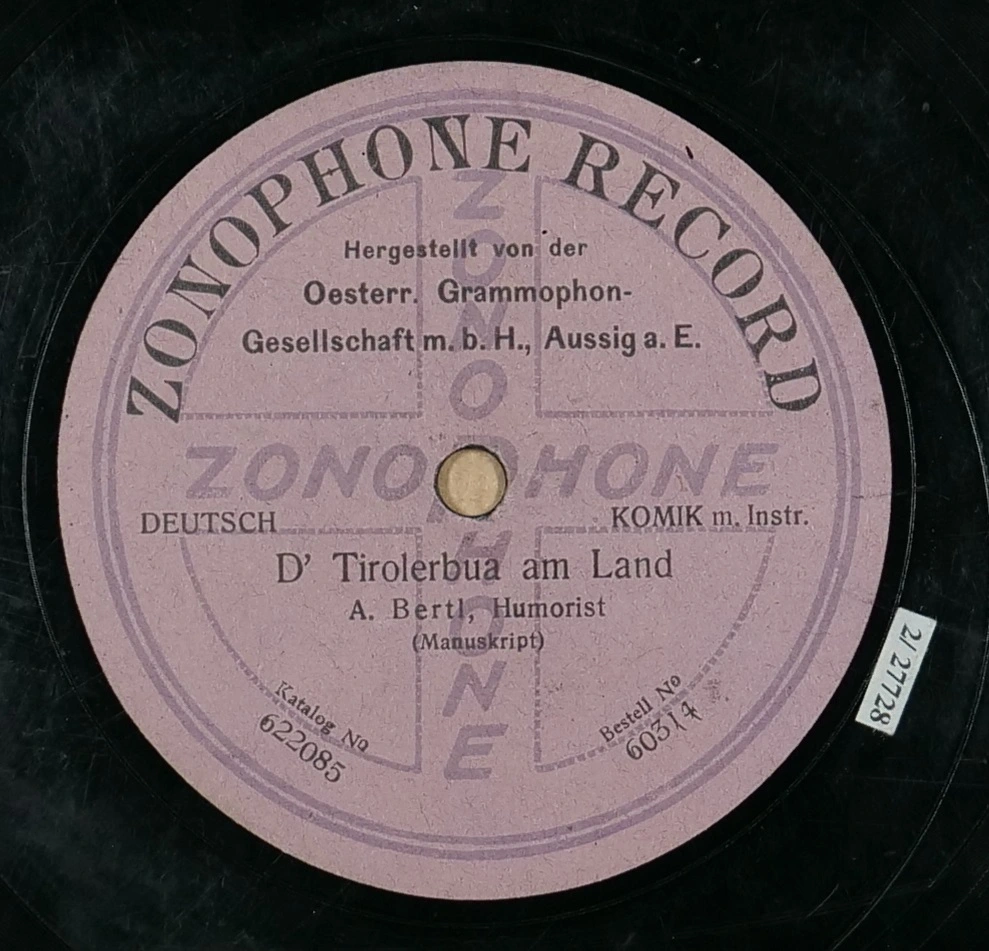 ZONOPHONE RECORD
Hergestellt von der
Oesterr. Grammophon-
Gesellschaft m. b. H., Aussig a. E.
ZONOPHONE
ZONOPHONE
DEUTSCH
KOMIK m. Instr.
D' Tirolerbua am Land
A. Bertl, Humorist
(Manuskript)
Katalog No
622085
Bestell No
60317
2/27728